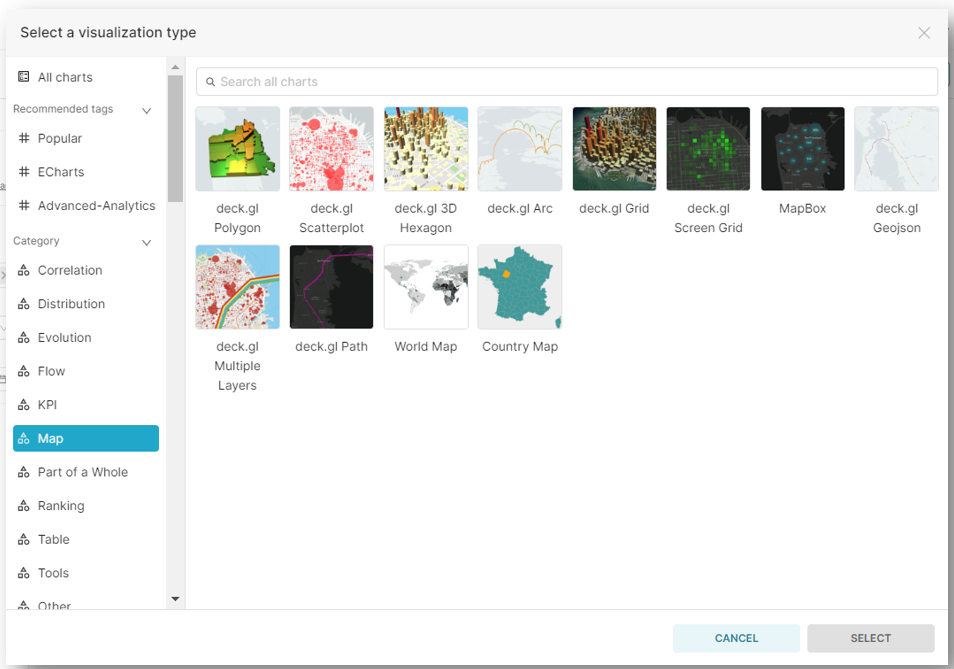 Select a visualization type
All charts
Recommended tags
Popular
ECharts
Advanced-Analytics
Category
Correlation
Distribution
Evolution
Flow
KPI
Map
Part of a Whole
Ranking
Table
Tools
Other
Search all charts
deck.gl
Polygon
deck.gl
Scatterplot
deck.gl 3D
Hexagon
deck.gl Arc
deck.gl Grid
deck.gl
Screen Grid
MapBox
deck.gl
Geojson
deck.gl
Multiple
Layers
deck.gl Path
World Map
Country Map
CANCEL
SELECT